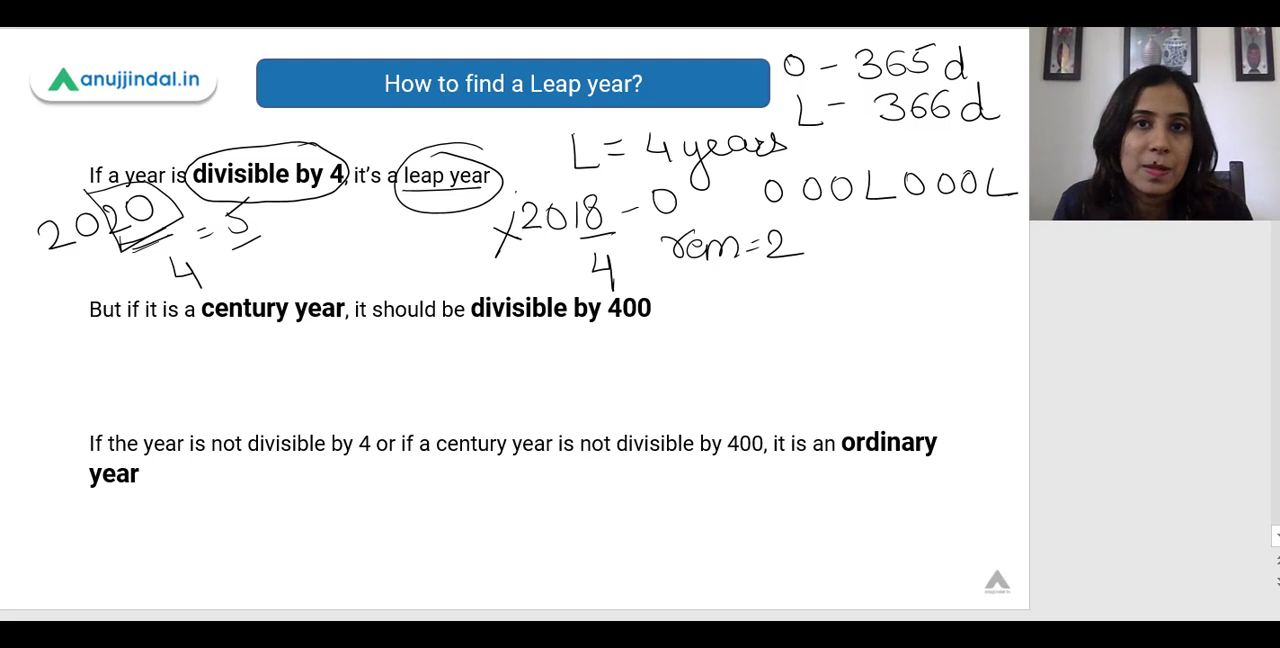 anujjindal.in
How to find a Leap year?
O - 365 d
L - 366 d
L = 4 years
If a year is divisible by 4, it's a leap year
O O O L O O O L
2020
4
= 5
X 2018 - O
4
rem = 2
But if it is a century year, it should be divisible by 400
If the year is not divisible by 4 or if a century year is not divisible by 400, it is an ordinary
year